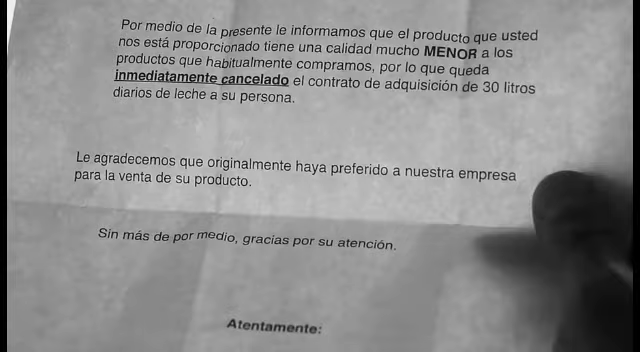 Por medio de la presente le informamos que el producto que usted
nos está proporcionado tiene una calidad mucho MENOR a los
productos que habitualmente compramos, por lo que queda
inmediatamente cancelado el contrato de adquisición de 30 litros
diarios de leche a su persona.
Le agradecemos que originalmente haya preferido a nuestra empresa
para la venta de su producto.
Sin más de por medio, gracias por su atención.
Atentamente: